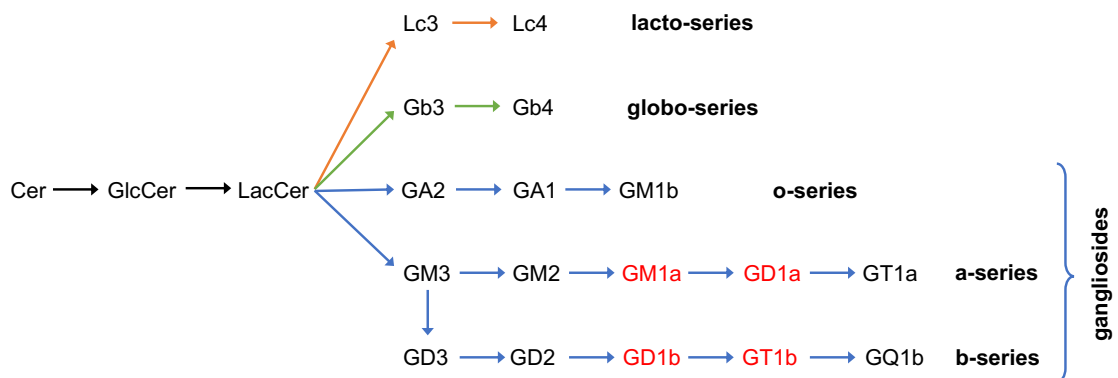 Lc3 Lc4 lacto-series
Gb3 Gb4 globo-series
Cer GlcCer LacCer GA2 GA1 GM1b o-series
GM3 GM2 GM1a GD1a GT1a a-series
GD3 GD2 GD1b GT1b GQ1b b-series
gangliosides